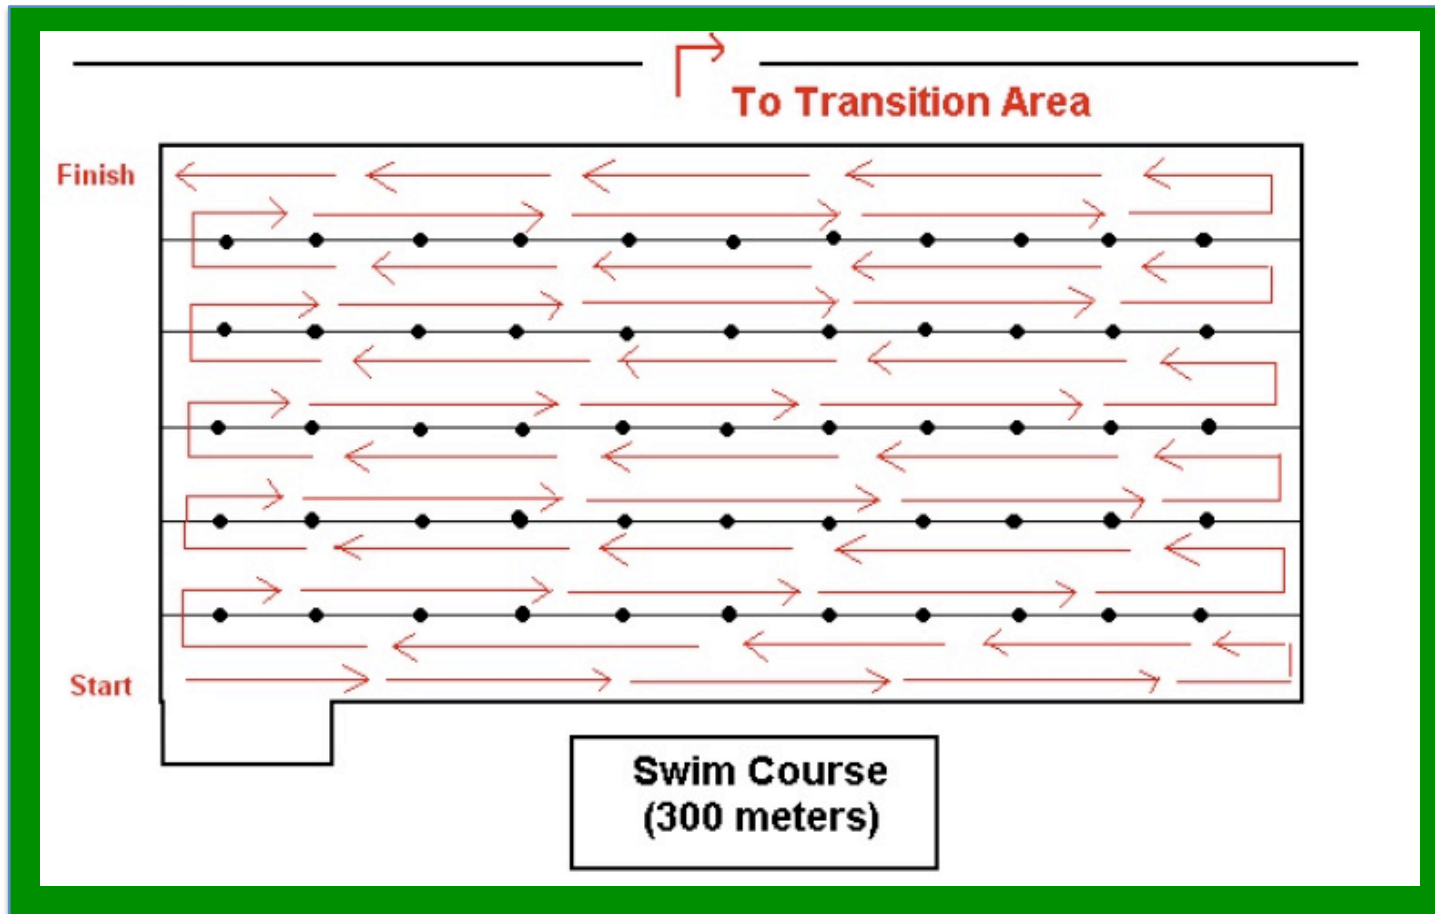 To Transition Area
Finish
Start
Swim Course
(300 meters)